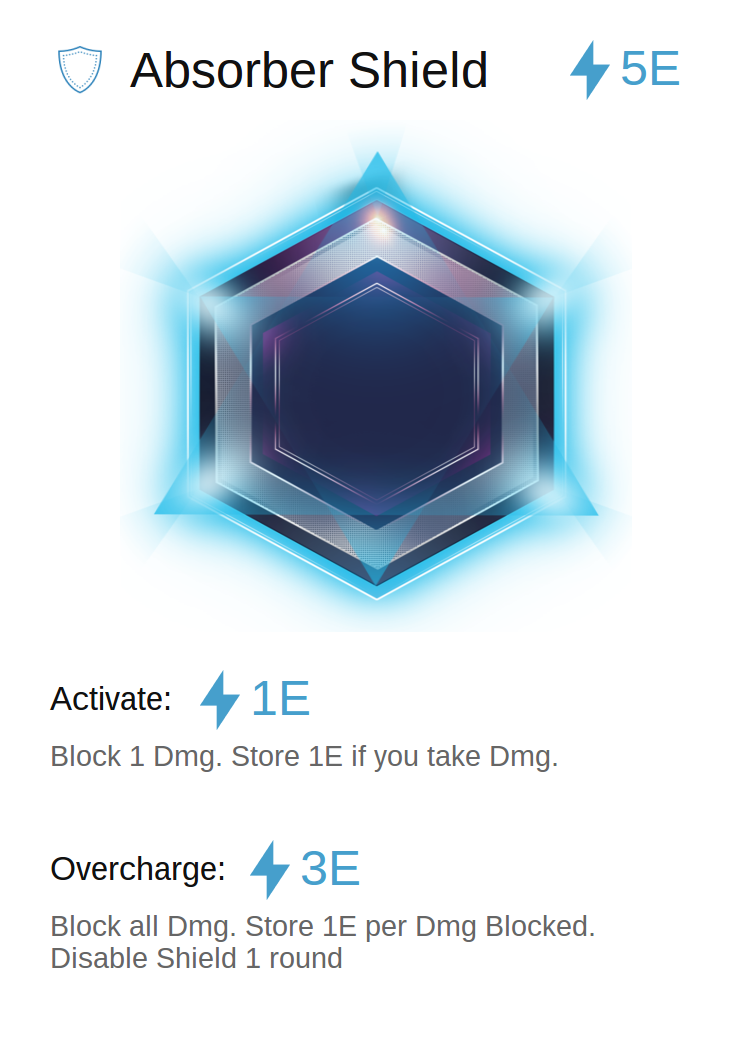 Absorber Shield 5E
Activate: 1E
Block 1 Dmg. Store 1E if you take Dmg.
Overcharge: 3E
Block all Dmg. Store 1E per Dmg Blocked.
Disable Shield 1 round